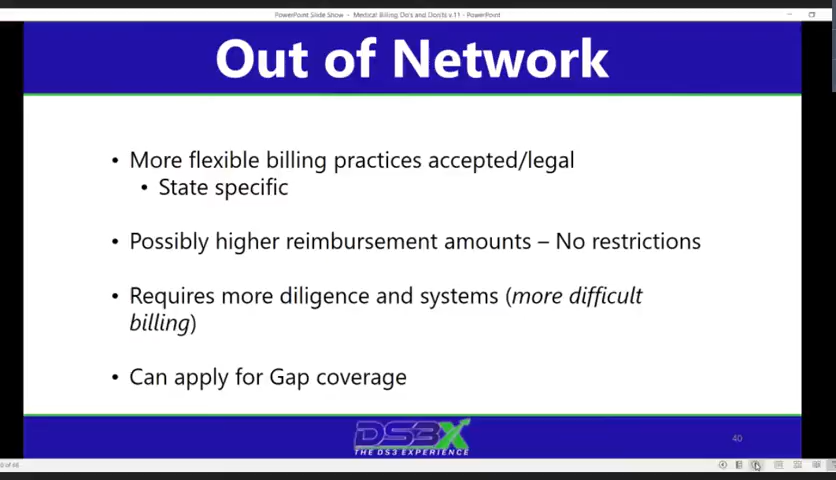 PowerPoint Slide Show - Medical Billing Do's and Don'ts v.11 - PowerPoint
Out of Network
• More flexible billing practices accepted/legal
• State specific
• Possibly higher reimbursement amounts – No restrictions
• Requires more diligence and systems (more difficult
billing)
• Can apply for Gap coverage
DS3X
THE DS3 EXPERIENCE
40
of 48